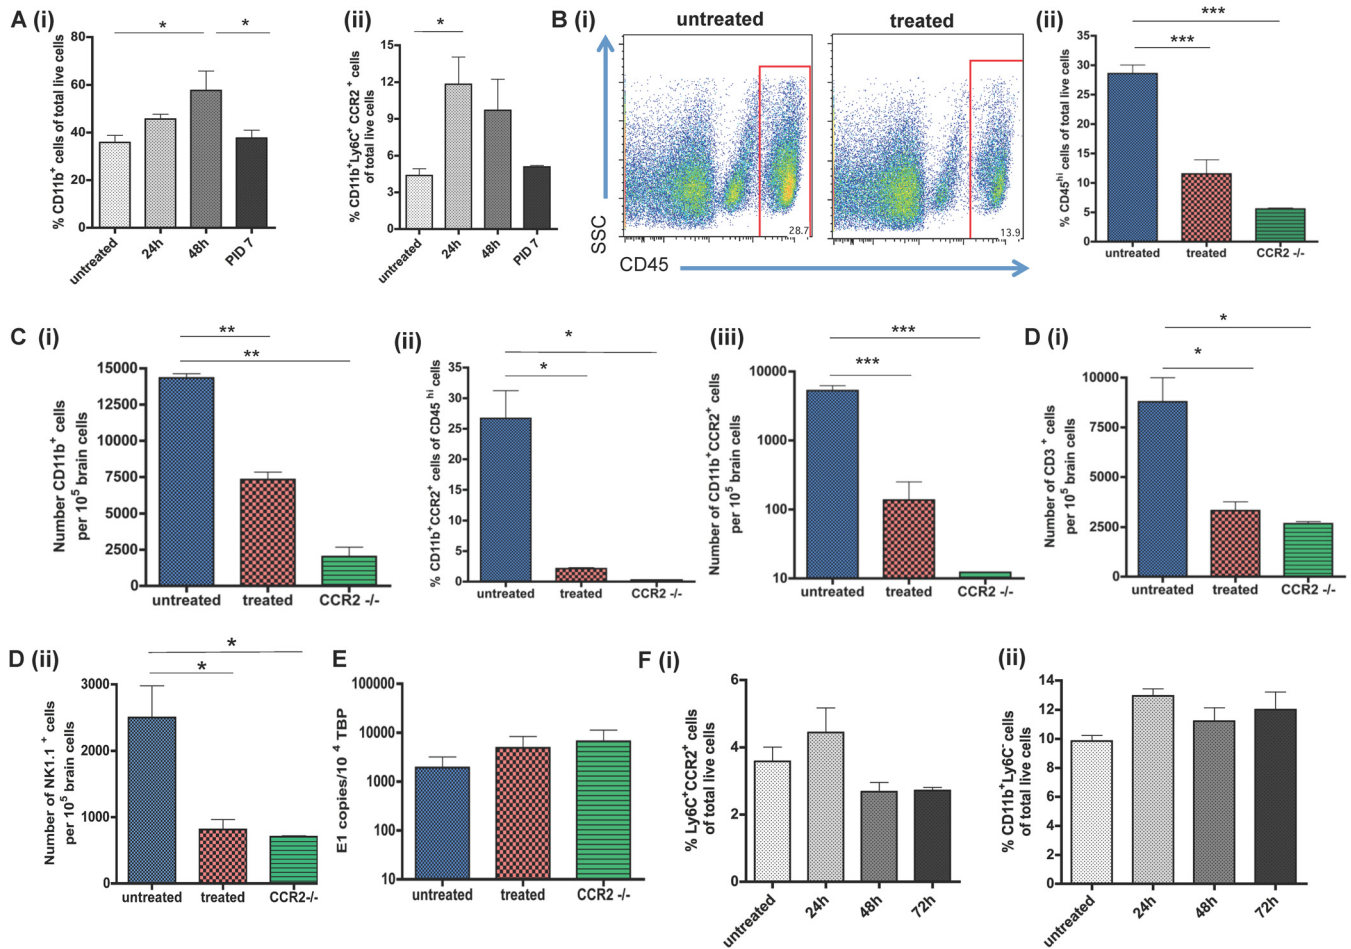 A (i)
% CD11b+ cells of total live cells
80
60
40
20
0
*
*
untreated
24h
48h
PID 7
(ii)
% CD11b+Ly6C+ CCR2 + cells
of total live cells
15
12
9
6
3
0
*
untreated
24h
48h
PID 7
B (i)
untreated
treated
SSC
28.7
13.9
CD45
(ii)
% CD45hi cells of total live cells
35
30
25
20
15
10
5
0
***
***
untreated
treated
CCR2 -/-
C (i)
Number CD11b+ cells
per 105 brain cells
15000
12500
10000
7500
5000
2500
0
**
**
untreated
treated
CCR2 -/-
(ii)
% CD11b+CCR2+ cells of CD45 hi cells
35
30
25
20
15
10
5
0
*
*
untreated
treated
CCR2 -/-
(iii)
Number of CD11b+CCR2+ cells
per 105 brain cells
10000
1000
100
10
***
***
untreated
treated
CCR2 -/-
D (i)
Number of CD3 + cells
per 105 brain cells
10000
7500
5000
2500
0
*
*
untreated
treated
CCR2 -/-
D (ii)
Number of NK1.1 + cells
per 105 brain cells
3000
2000
1000
0
*
*
untreated
treated
CCR2-/-
E
E1 copies/10 4 TBP
100000
10000
1000
100
10
untreated
treated
CCR2 -/-
F (i)
% Ly6C+CCR2+ cells
of total live cells
6
4
2
0
untreated
24h
48h
72h
(ii)
% CD11b+Ly6C- cells
of total live cells
14
12
10
8
6
4
2
0
untreated
24h
48h
72h